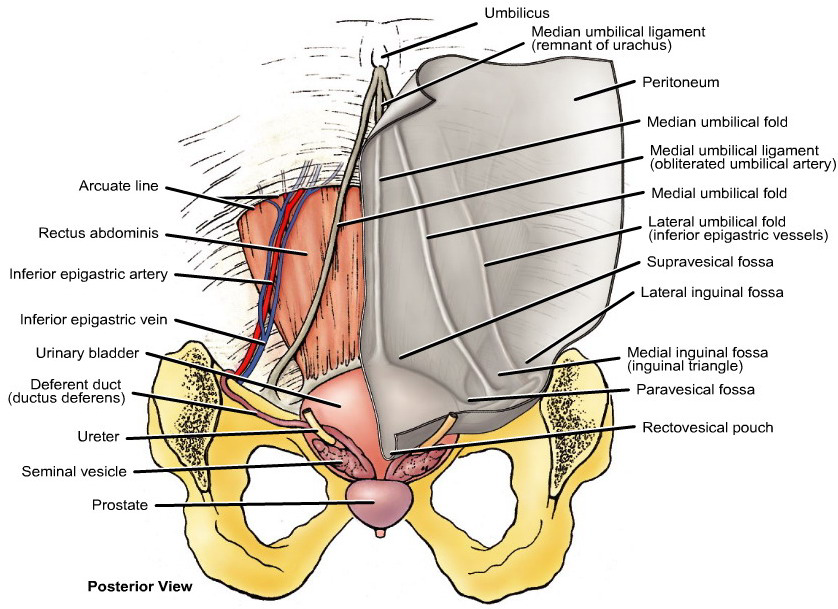 Umbilicus
Median umbilical ligament
(remnant of urachus)
Peritoneum
Median umbilical fold
Medial umbilical ligament
(obliterated umbilical artery)
Medial umbilical fold
Lateral umbilical fold
(inferior epigastric vessels)
Supravesical fossa
Lateral inguinal fossa
Medial inguinal fossa
(inguinal triangle)
Paravesical fossa
Rectovesical pouch
Arcuate line
Rectus abdominis
Inferior epigastric artery
Inferior epigastric vein
Urinary bladder
Deferent duct
(ductus deferens)
Ureter
Seminal vesicle
Prostate
Posterior View